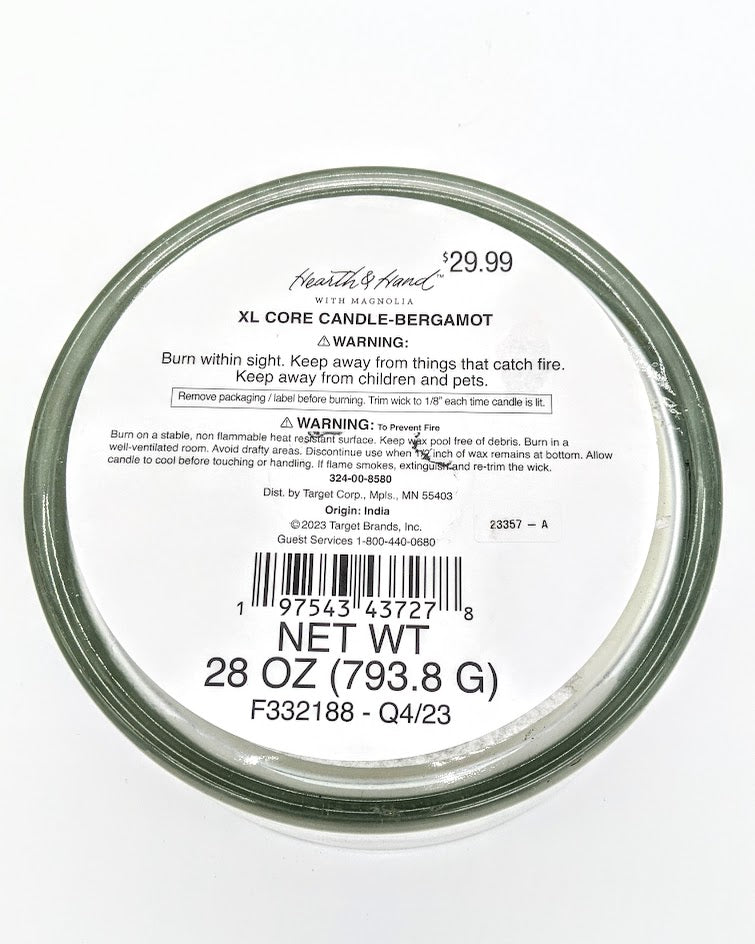 $29.99
Hearth & Hand™
WITH MAGNOLIA
XL CORE CANDLE-BERGAMOT
⚠WARNING:
Burn within sight. Keep away from things that catch fire.
Keep away from children and pets.
Remove packaging / label before burning. Trim wick to 1/8" each time candle is lit.
⚠ WARNING: To Prevent Fire
Burn on a stable, non flammable heat resistant surface. Keep wax pool free of debris. Burn in a
well-ventilated room. Avoid drafty areas. Discontinue use when 1/2 inch of wax remains at bottom. Allow
candle to cool before touching or handling. If flame smokes, extinguish and re-trim the wick.
324-00-8580
Dist. by Target Corp., Mpls., MN 55403
Origin: India
©2023 Target Brands, Inc.
23357 – A
Guest Services 1-800-440-0680
1 97543 43727 8
NET WT
28 OZ (793.8 G)
F332188 - Q4/23